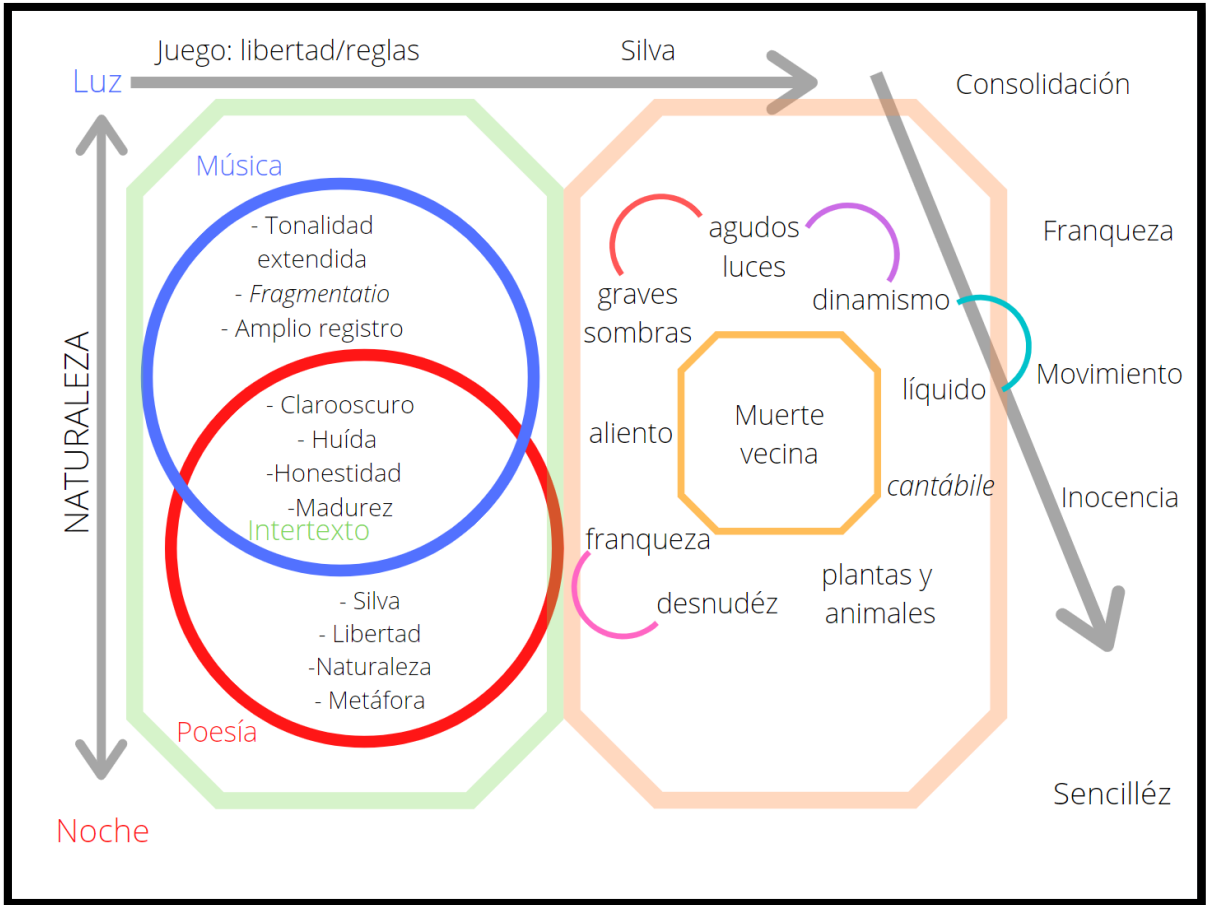 Juego: libertad/reglas
Silva
Luz
Consolidación
NATURALEZA
Música
- Tonalidad
extendida
- Fragmentatio
- Amplio registro
- Clarooscuro
- Huída
-Honestidad
-Madurez
Intertexto
- Silva
- Libertad
-Naturaleza
- Metáfora
Poesía
Noche
agudos
luces
graves
sombras
dinamismo
líquido
aliento
Muerte
vecina
cantábile
franqueza
desnudéz
plantas y
animales
Franqueza
Movimiento
Inocencia
Sencilléz